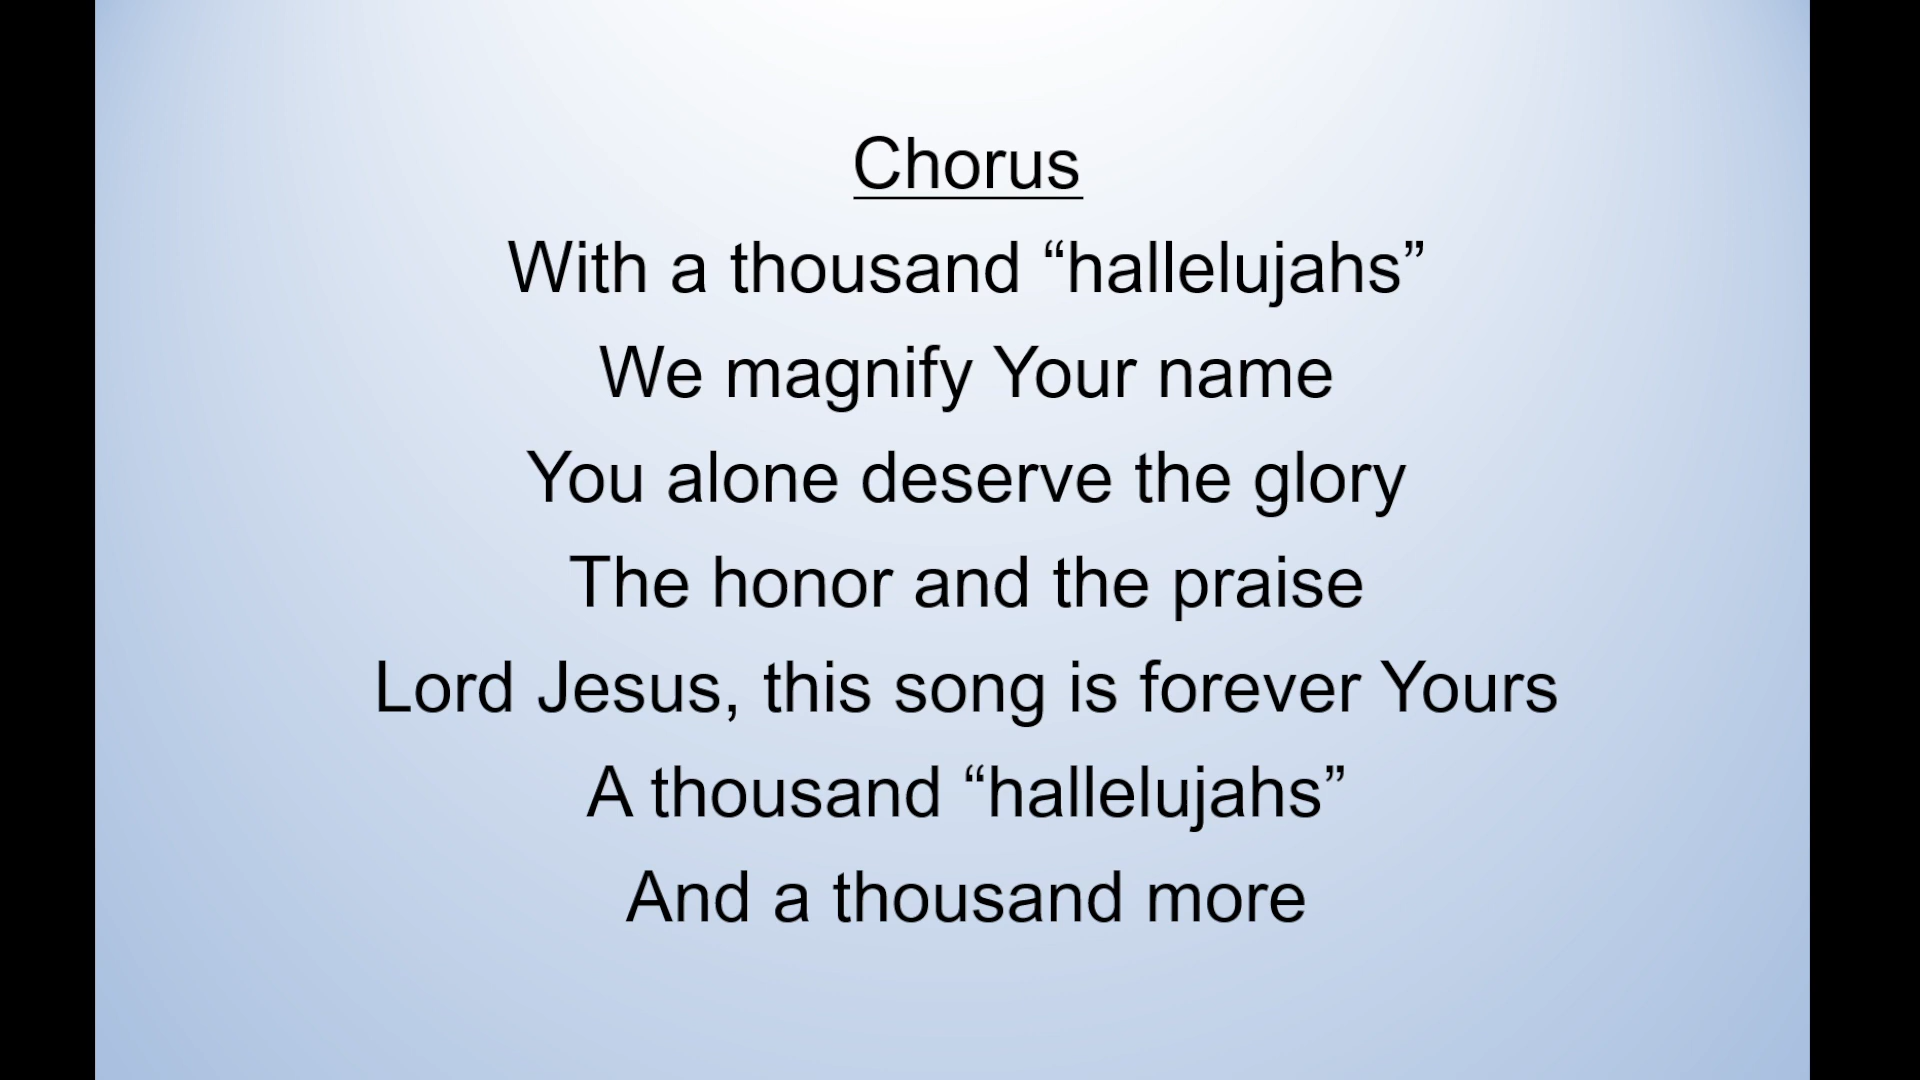 Chorus
With a thousand “hallelujahs”
We magnify Your name
You alone deserve the glory
The honor and the praise
Lord Jesus, this song is forever Yours
A thousand “hallelujahs”
And a thousand more